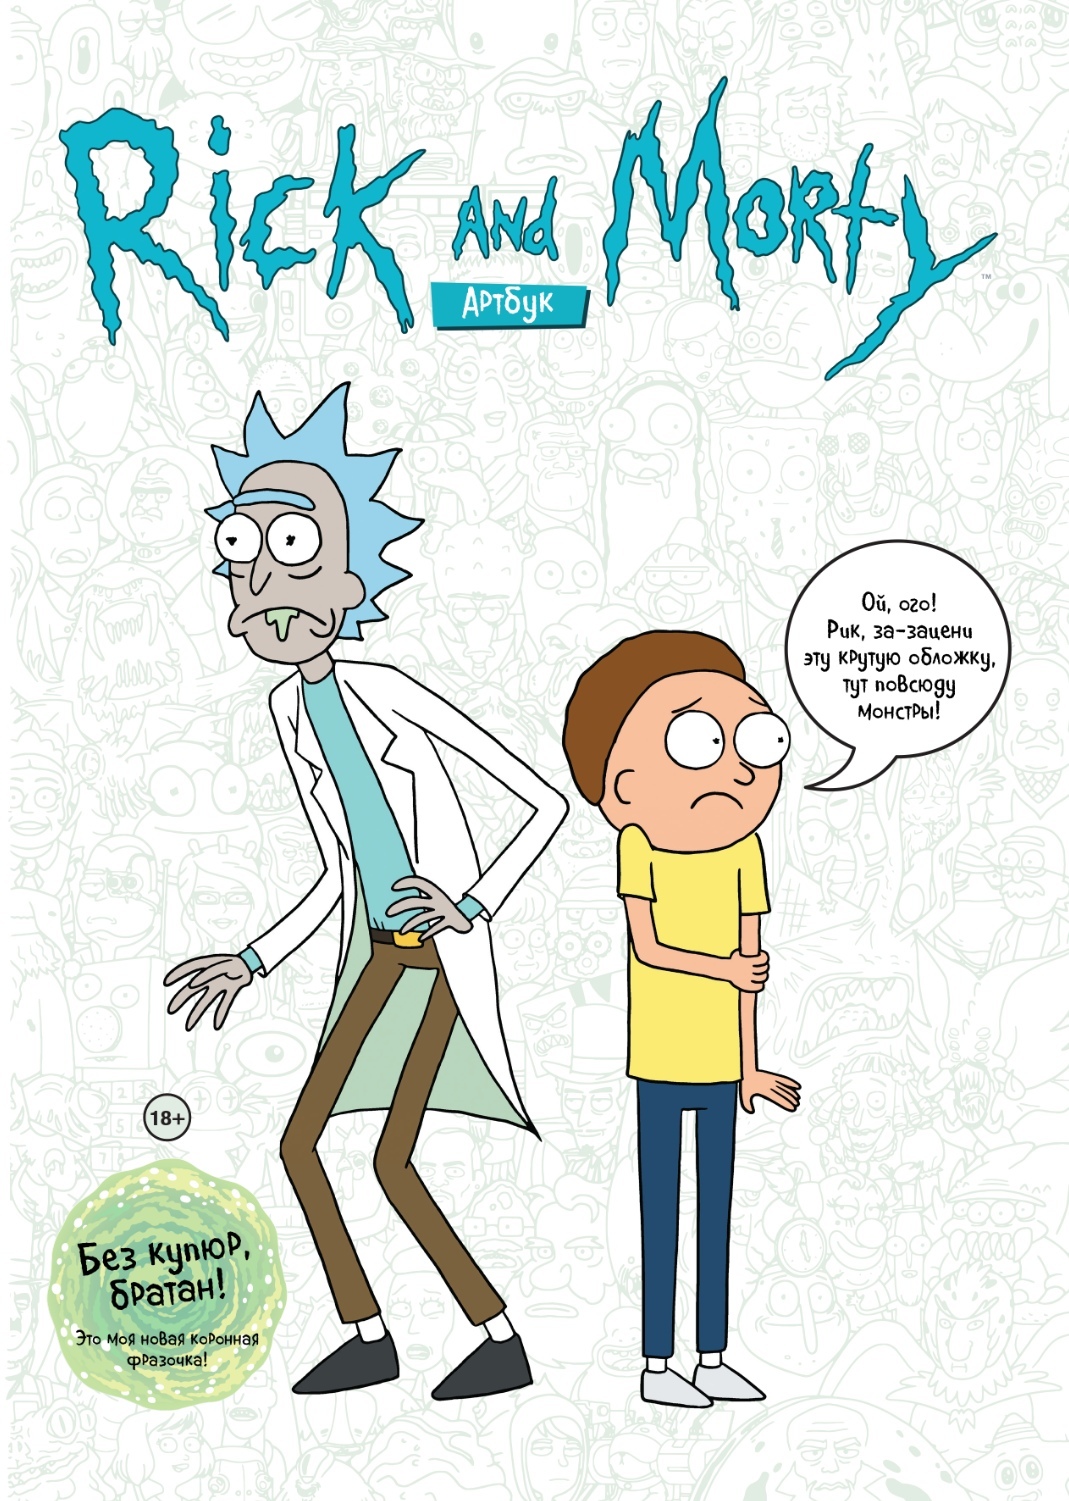 Rick and Morty
™
Артбук
Ой, ого!
Рик, за-зацени
эту крутую обложку,
тут повсюду
монстры!
18+
Без купюр,
братан!
Это моя новая коронная
фразочка!